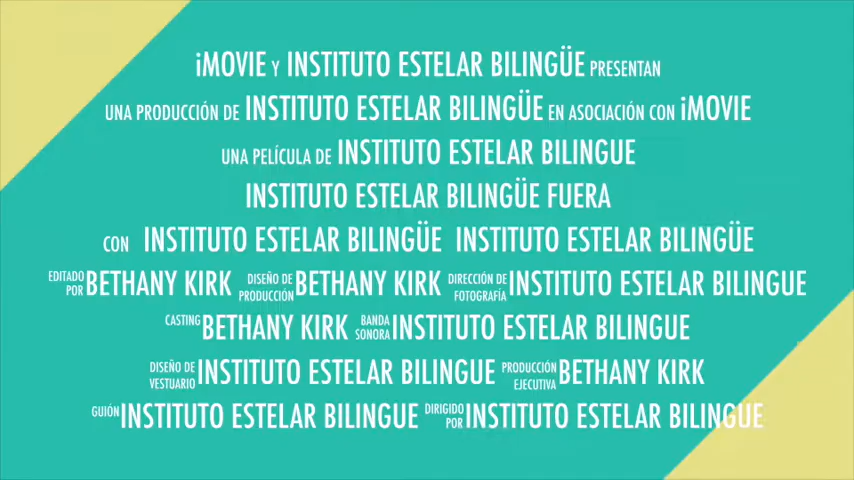 iMOVIE Y INSTITUTO ESTELAR BILINGÜE PRESENTAN
UNA PRODUCCIÓN DE INSTITUTO ESTELAR BILINGÜE EN ASOCIACIÓN CON iMOVIE
UNA PELÍCULA DE INSTITUTO ESTELAR BILINGUE
INSTITUTO ESTELAR BILINGÜE FUERA
CON INSTITUTO ESTELAR BILINGÜE INSTITUTO ESTELAR BILINGÜE
EDITADO POR BETHANY KIRK DISEÑO DE PRODUCCIÓN BETHANY KIRK DIRECCIÓN DE FOTOGRAFÍA INSTITUTO ESTELAR BILINGUE
CASTING BETHANY KIRK BANDA SONORA INSTITUTO ESTELAR BILINGUE
DISEÑO DE VESTUARIO INSTITUTO ESTELAR BILINGUE PRODUCCIÓN EJECUTIVA BETHANY KIRK
GUIÓN INSTITUTO ESTELAR BILINGUE DIRIGIDO POR INSTITUTO ESTELAR BILINGUE